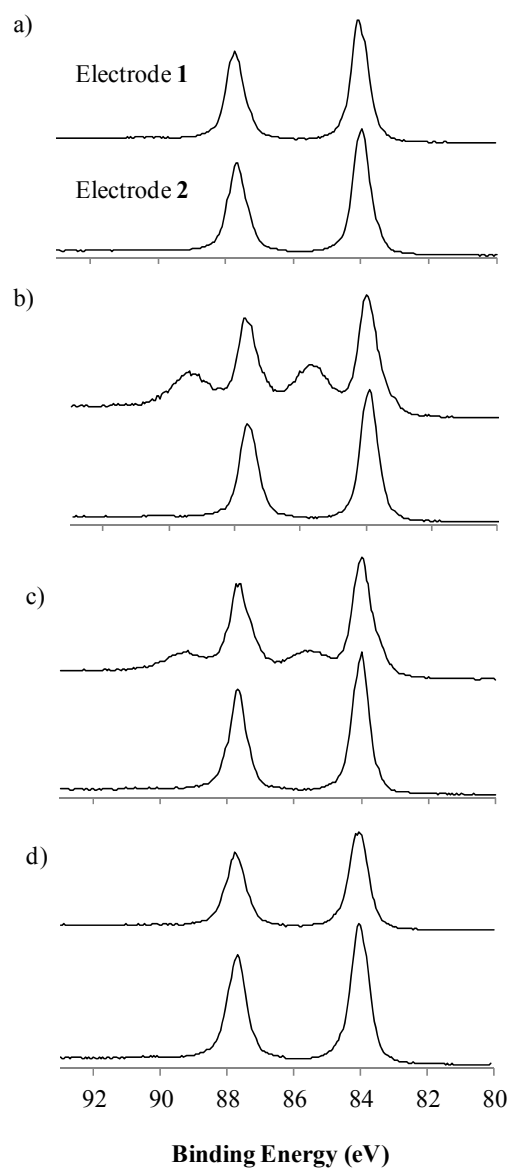 a)
Electrode 1
Electrode 2
b)
c)
d)
92 90 88 86 84 82 80
Binding Energy (eV)